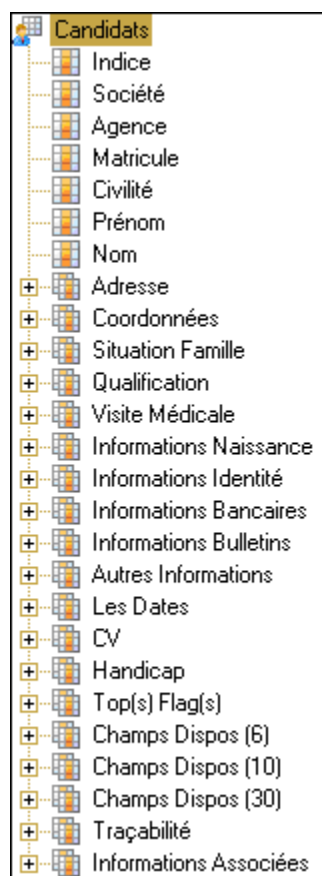 Candidats
Indice
Société
Agence
Matricule
Civilité
Prénom
Nom
Adresse
Coordonnées
Situation Famille
Qualification
Visite Médicale
Informations Naissance
Informations Identité
Informations Bancaires
Informations Bulletins
Autres Informations
Les Dates
CV
Handicap
Top(s) Flag(s)
Champs Dispos (6)
Champs Dispos (10)
Champs Dispos (30)
Traçabilité
Informations Associées